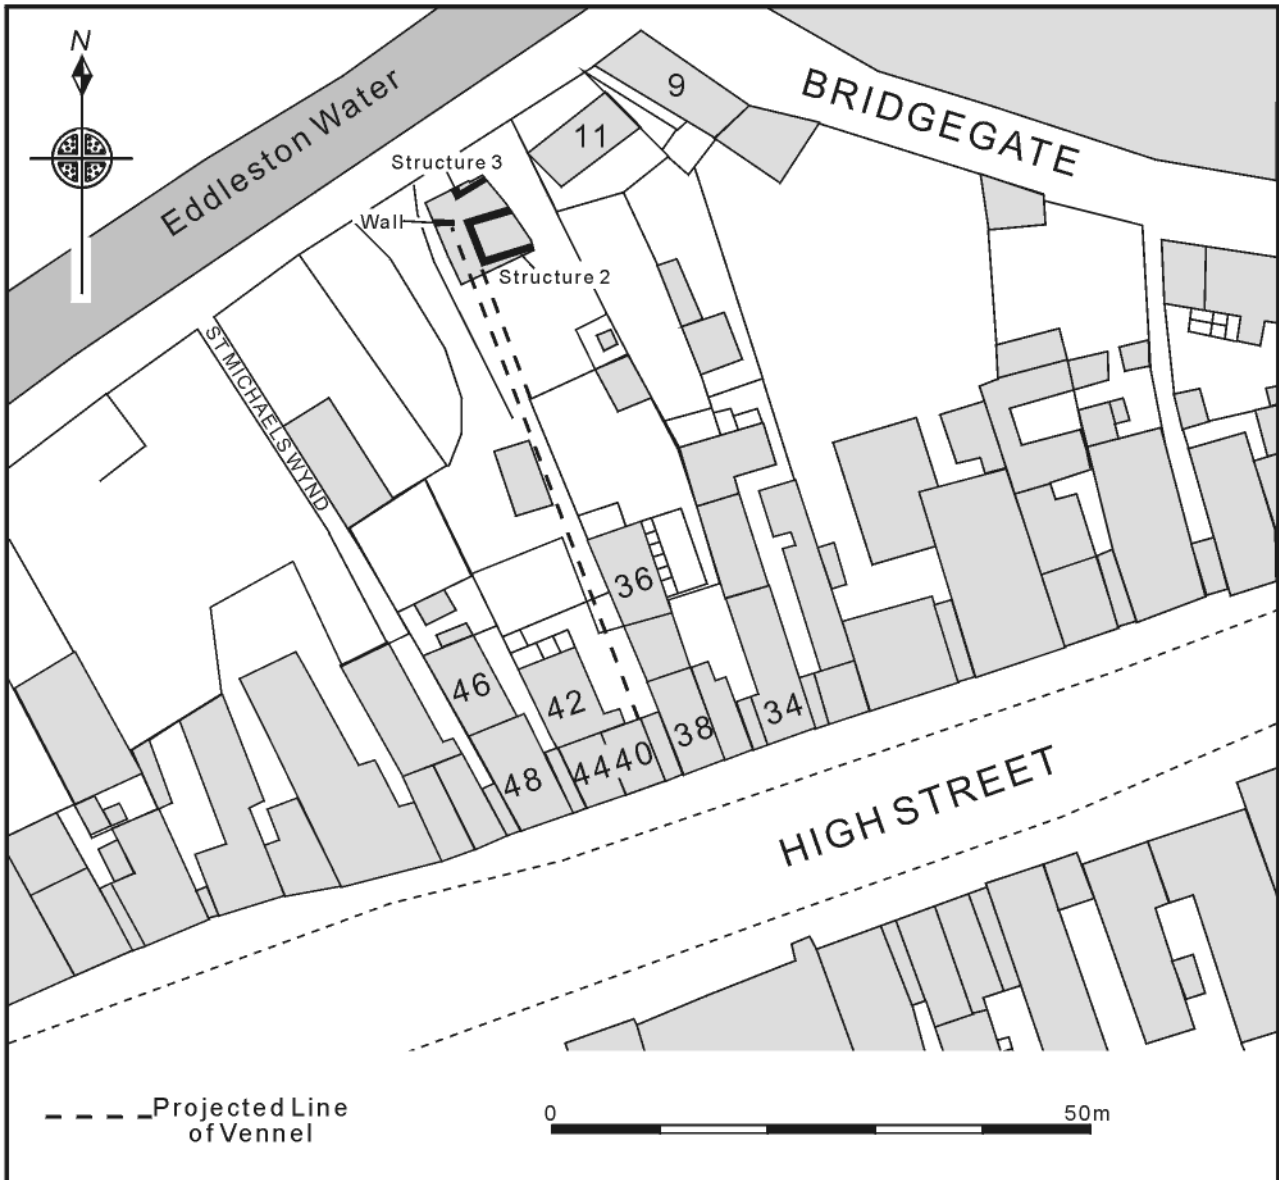 N
Eddleston Water
BRIDGEGATE
9
11
Structure 3
Wall
Structure 2
ST MICHAELS WYND
36
46
42
48
44
40
38
34
HIGH STREET
Projected Line
of Vennel
0
50m